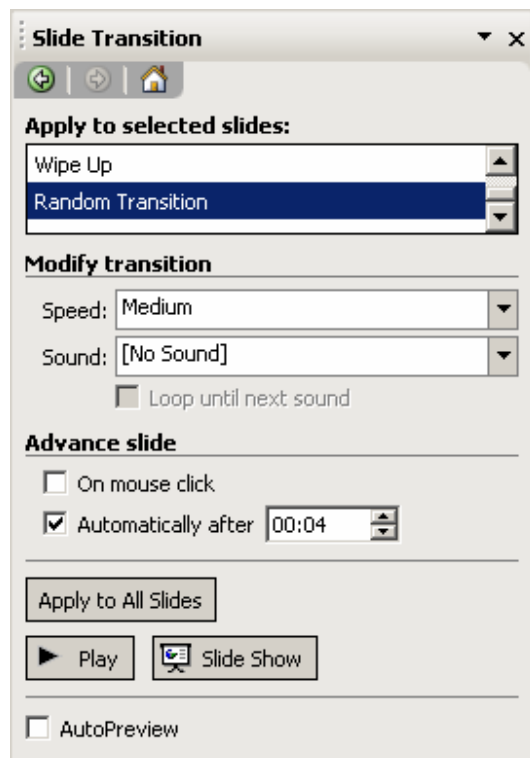 Slide Transition
Apply to selected slides:
Wipe Up
Random Transition
Modify transition
Speed: Medium
Sound: [No Sound]
Loop until next sound
Advance slide
On mouse click
Automatically after 00:04
Apply to All Slides
Play Slide Show
AutoPreview